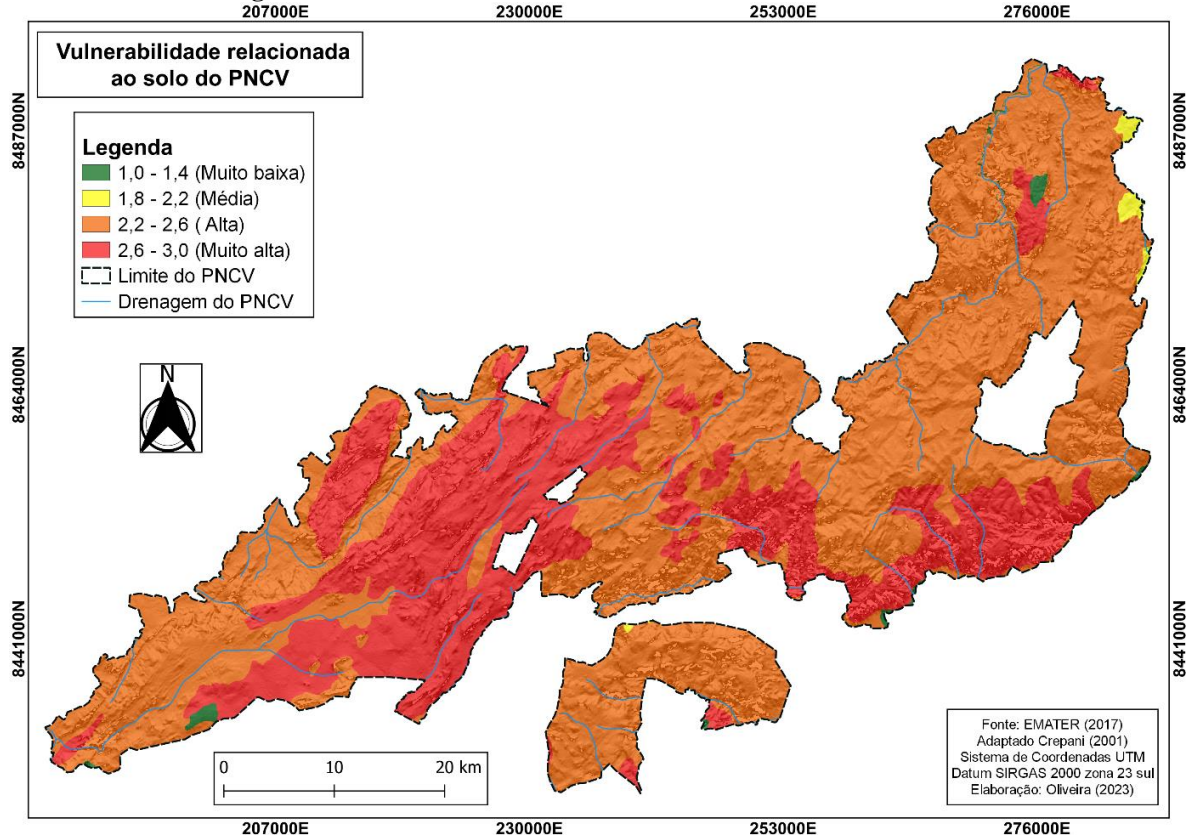 207000E 230000E 253000E 276000E
Vulnerabilidade relacionada
ao solo do PNCV
Legenda
1,0 - 1,4 (Muito baixa)
1,8 - 2,2 (Média)
2,2 - 2,6 ( Alta)
2,6 - 3,0 (Muito alta)
Limite do PNCV
Drenagem do PNCV
N
8487000N
8464000N
8441000N
8487000N
8464000N
8441000N
0 10 20 km
Fonte: EMATER (2017)
Adaptado Crepani (2001)
Sistema de Coordenadas UTM
Datum SIRGAS 2000 zona 23 sul
Elaboração: Oliveira (2023)
207000E 230000E 253000E 276000E